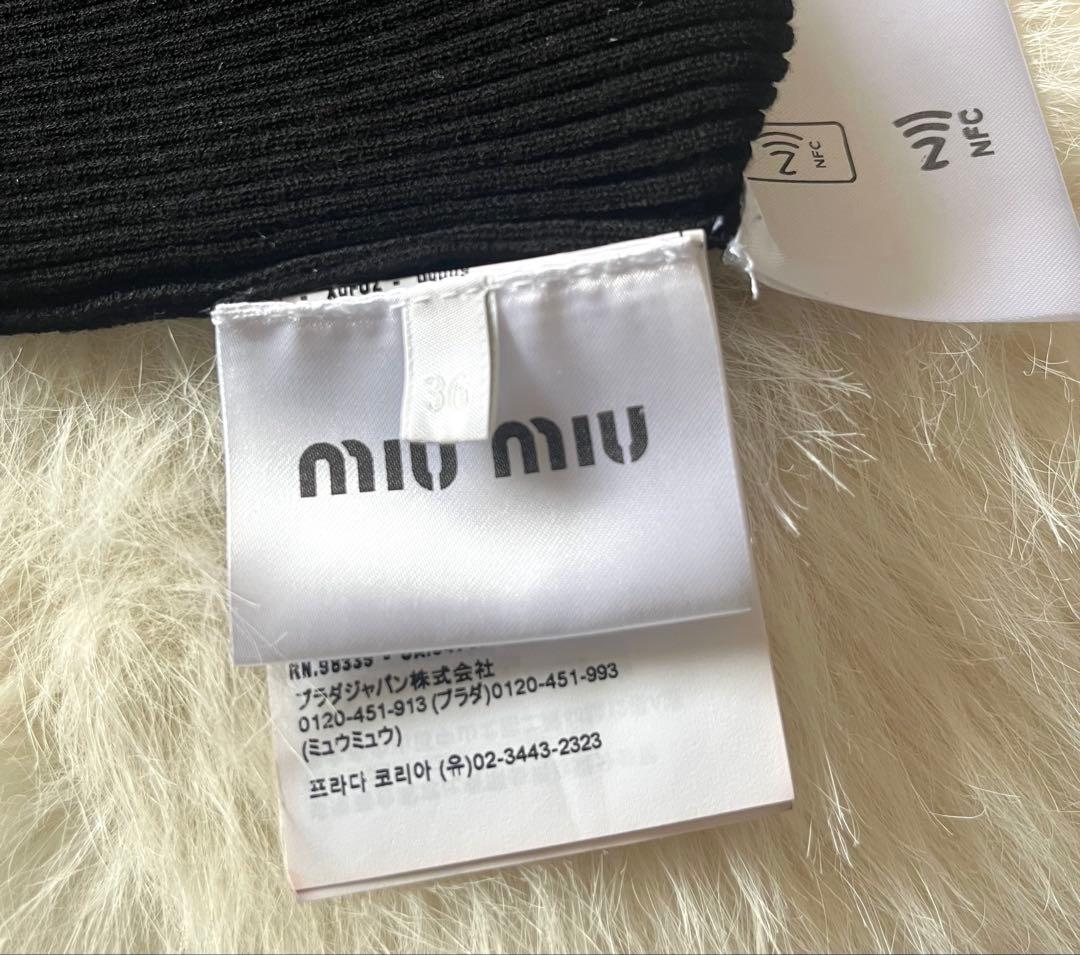 NFC
NFC
36
miu miu
RN.98339 -
プラダジャパン株式会社
0120-451-913 (プラダ)0120-451-993
(ミュウミュウ)
프라다 코리아 (유)02-3443-2323